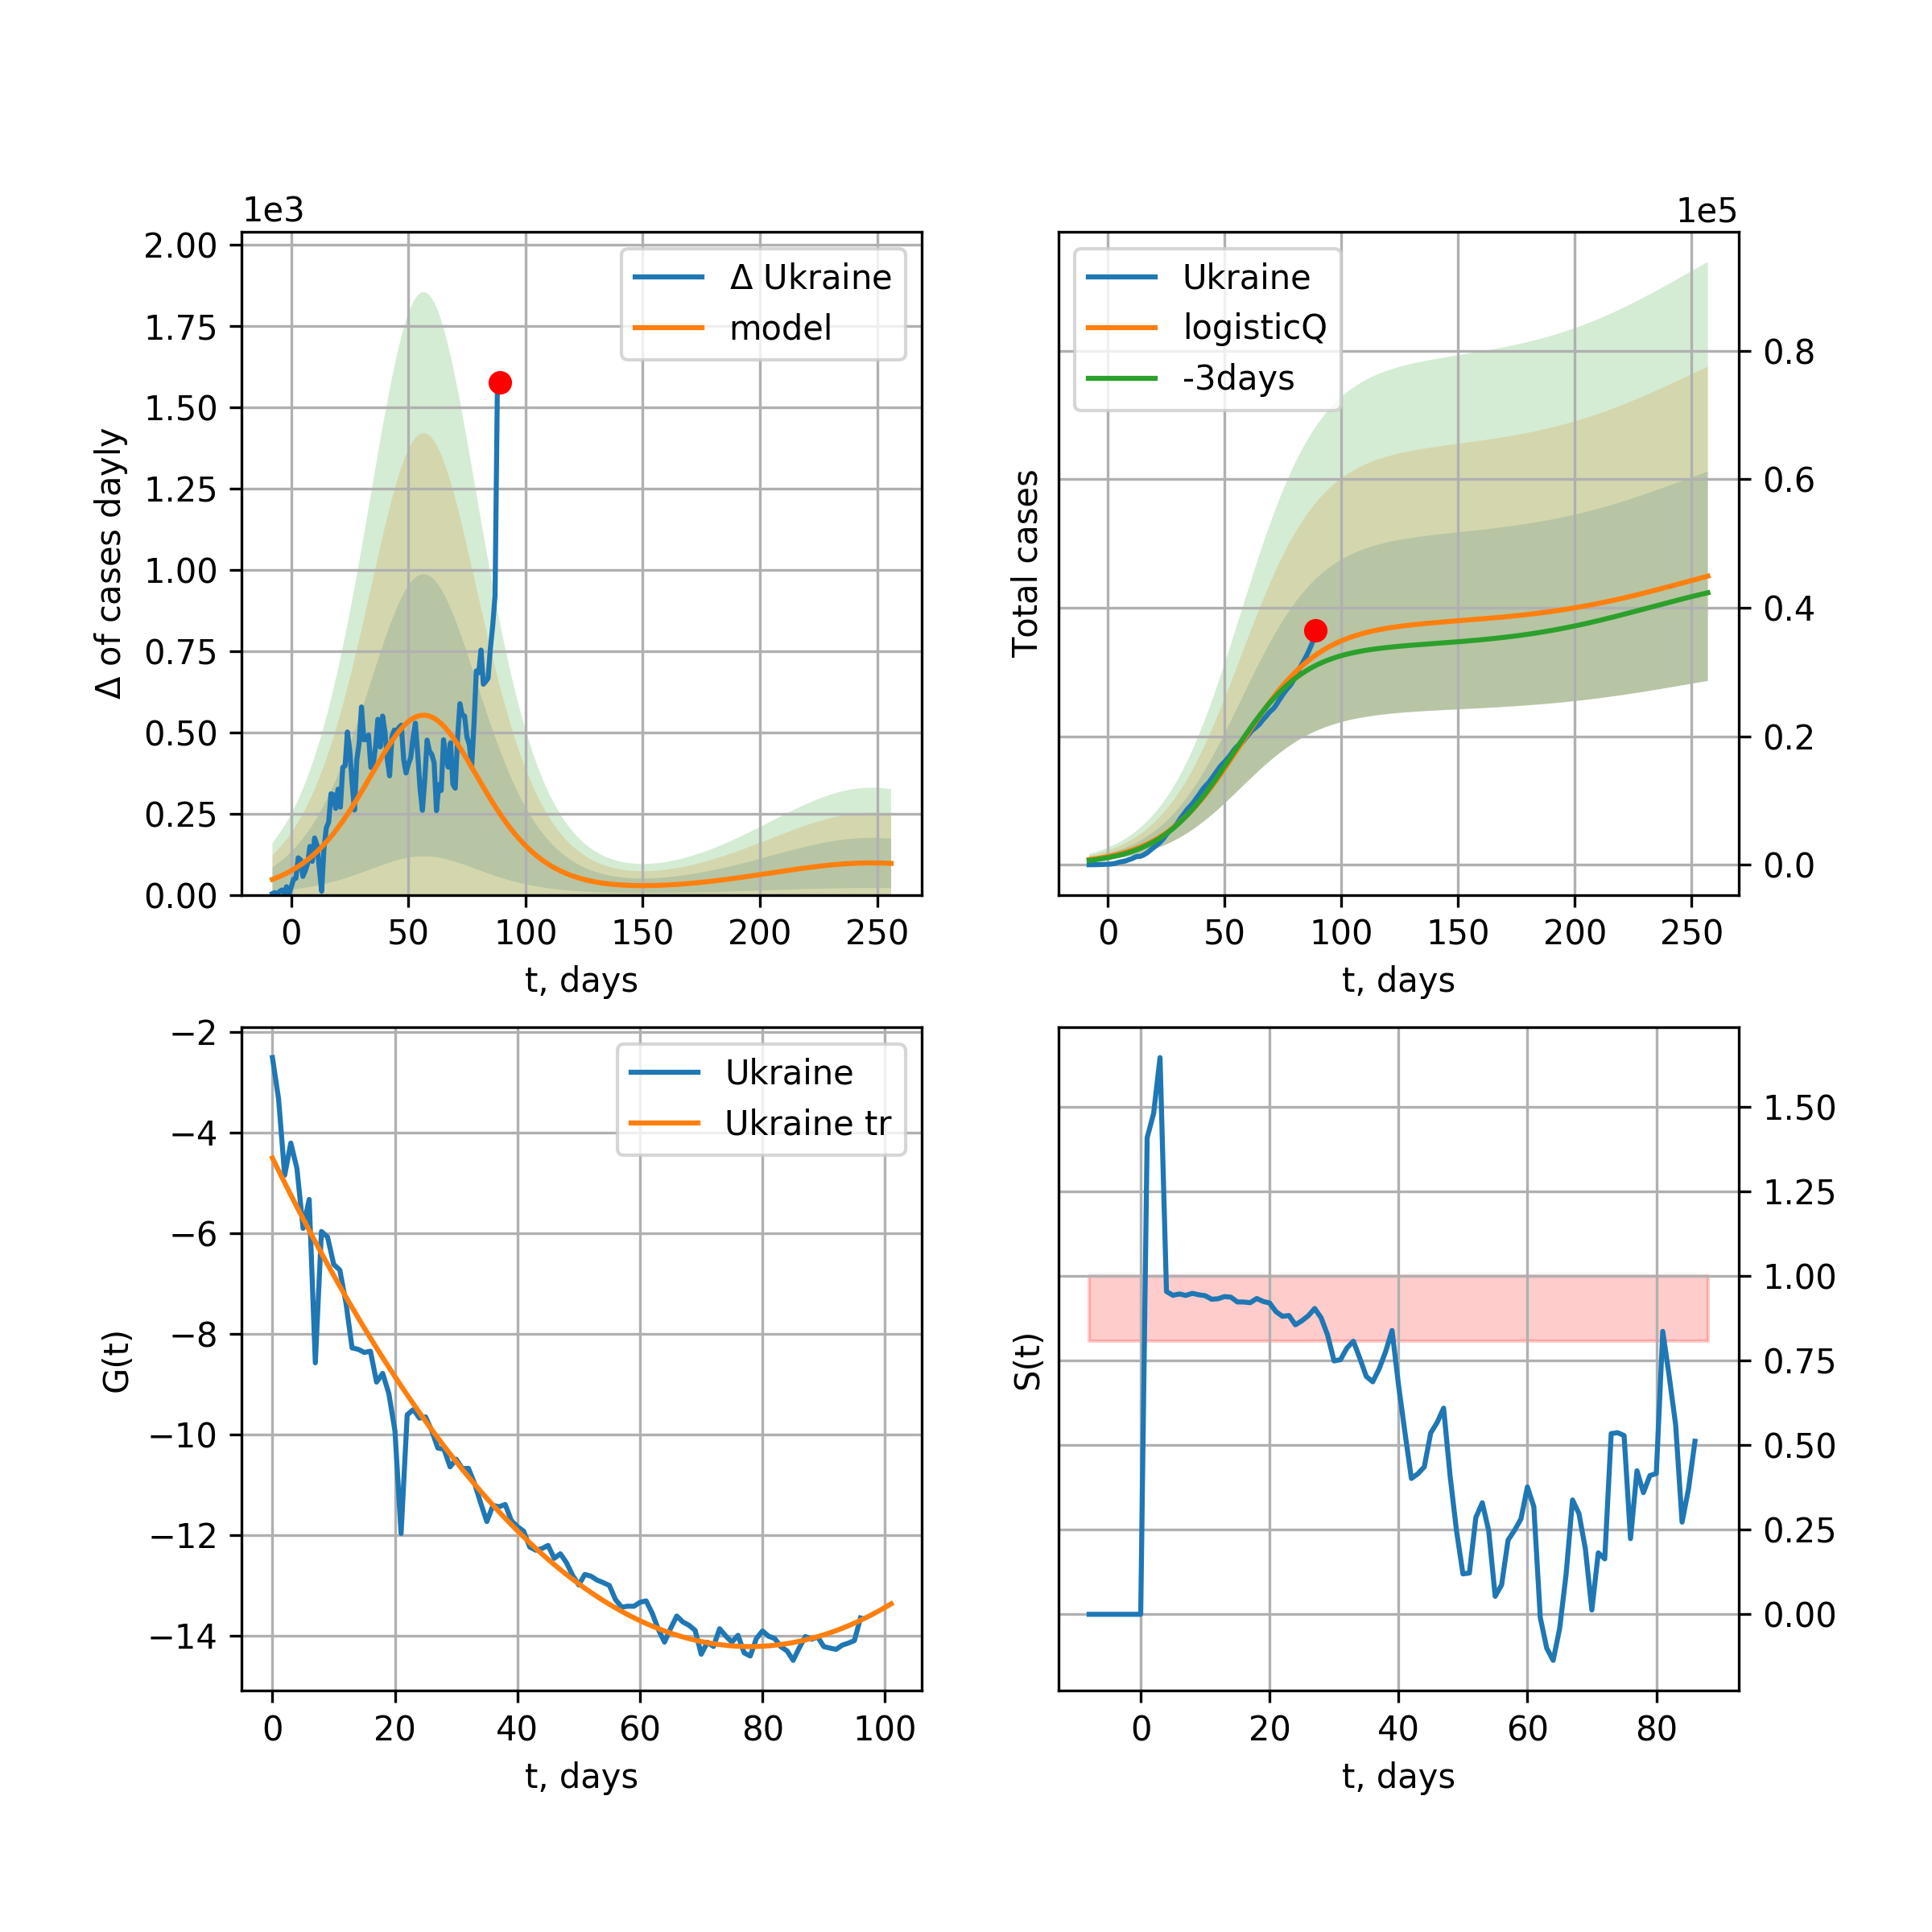 1e3
2.00
1.75
1.50
1.25
1.00
0.75
0.50
0.25
0.00
Δ of cases dayly
Δ Ukraine
model
0 50 100 150 200 250
t, days
1e5
Total cases
Ukraine
logisticQ
-3days
0.8
0.6
0.4
0.2
0.0
0 50 100 150 200 250
t, days
−2
−4
−6
−8
−10
−12
−14
G(t)
Ukraine
Ukraine tr
0 20 40 60 80 100
t, days
S(t)
1.50
1.25
1.00
0.75
0.50
0.25
0.00
0 20 40 60 80
t, days